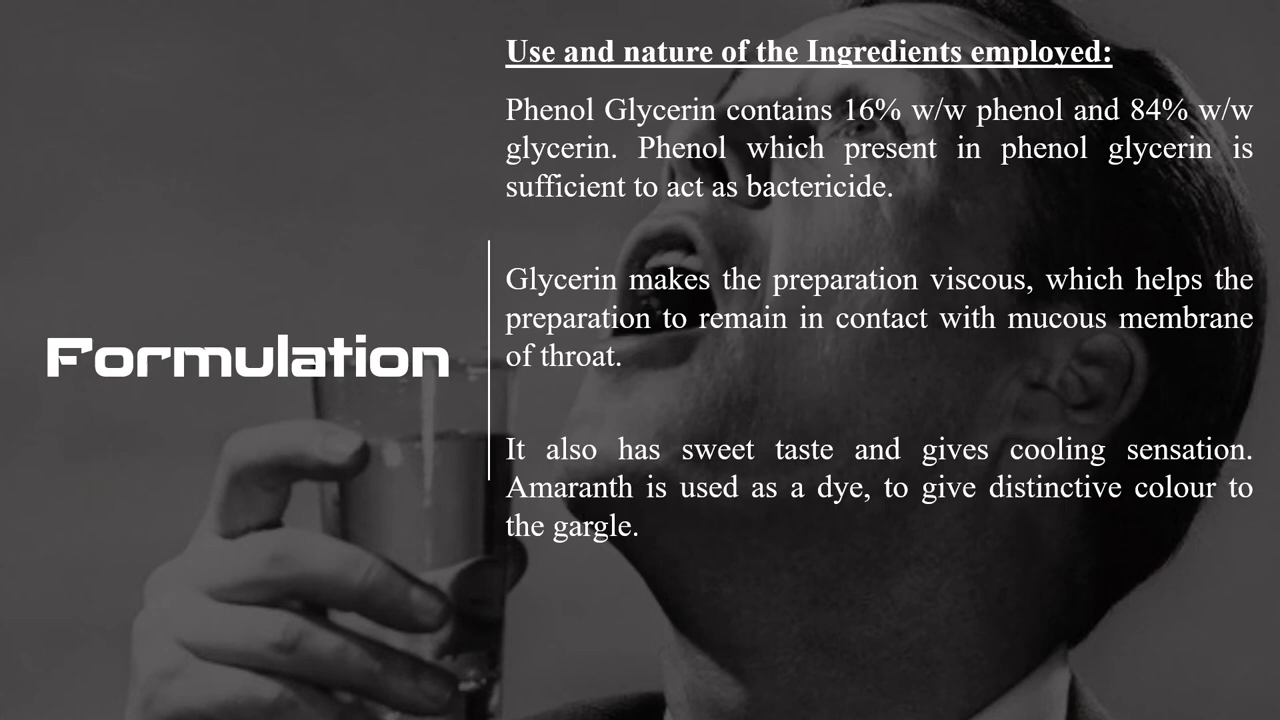 Formulation
Use and nature of the Ingredients employed:
Phenol Glycerin contains 16% w/w phenol and 84% w/w
glycerin. Phenol which present in phenol glycerin is
sufficient to act as bactericide.
Glycerin makes the preparation viscous, which helps the
preparation to remain in contact with mucous membrane
of throat.
It also has sweet taste and gives cooling sensation.
Amaranth is used as a dye, to give distinctive colour to
the gargle.